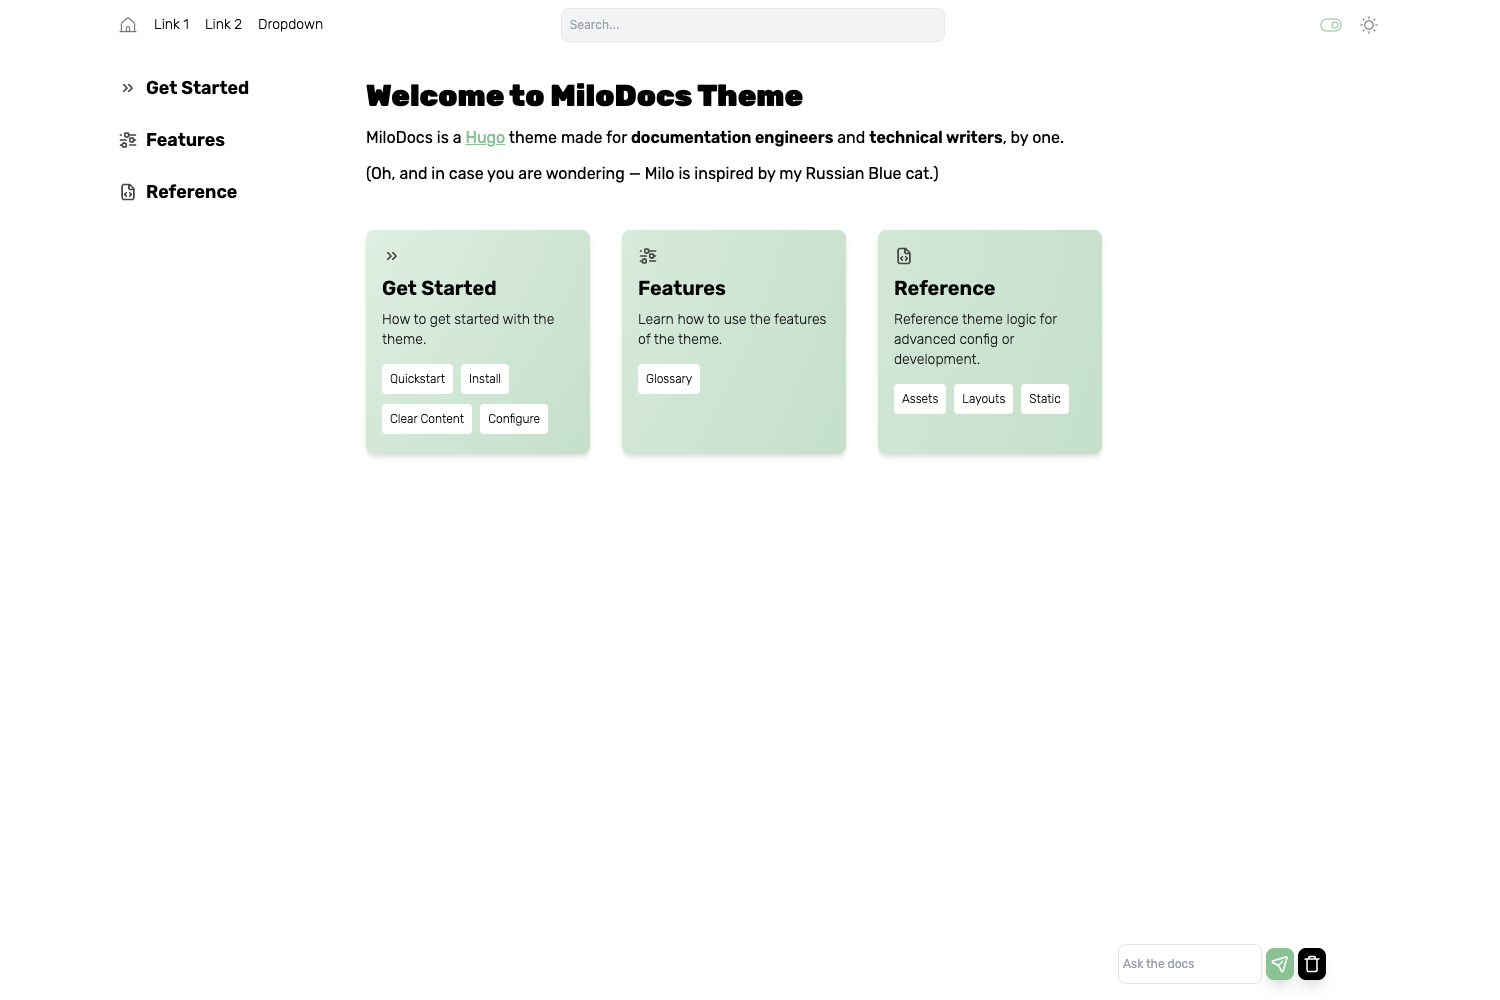 Link 1 Link 2 Dropdown
Search...
Get Started
Features
Reference
Welcome to MiloDocs Theme
MiloDocs is a Hugo theme made for documentation engineers and technical writers, by one.
(Oh, and in case you are wondering — Milo is inspired by my Russian Blue cat.)
Get Started
How to get started with the
theme.
Quickstart Install
Clear Content Configure
Features
Learn how to use the features
of the theme.
Glossary
Reference
Reference theme logic for
advanced config or
development.
Assets Layouts Static
Ask the docs